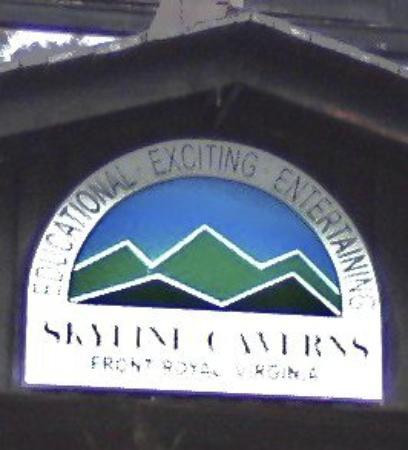 EDUCATIONAL EXCITING ENTERTAINING
SKYLINE CAVERNS
FRONT ROYAL, VIRGINIA